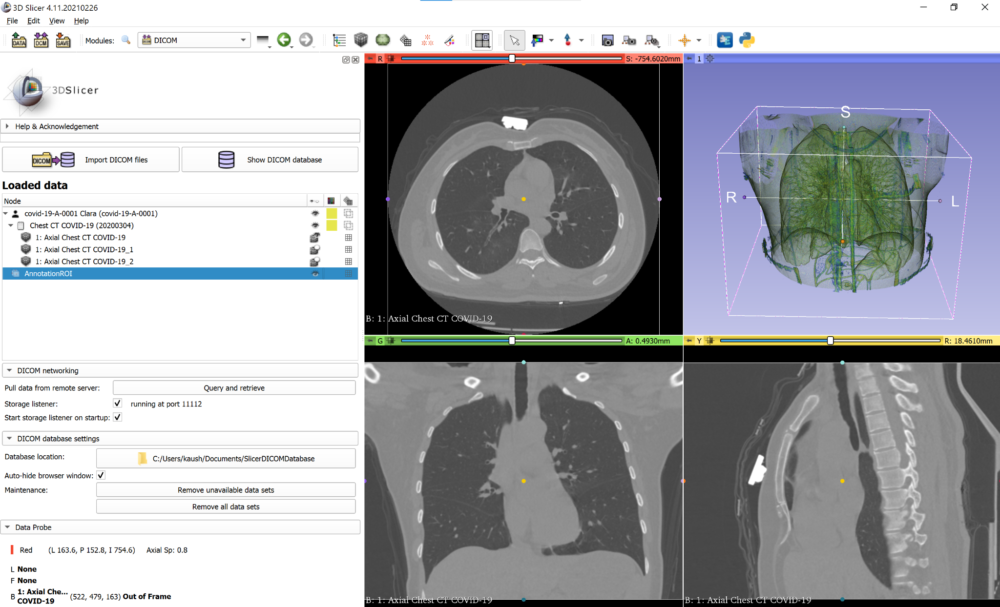 3D Slicer 4.11.20210226
File Edit View Help
DATA DCM SAVE Modules: DICOM
R S: -754.6020mm
1
3DSlicer
Help & Acknowledgement
DICOM Import DICOM files Show DICOM database
Loaded data
Node
covid-19-A-0001 Clara (covid-19-A-0001)
Chest CT COVID-19 (20200304)
1: Axial Chest CT COVID-19
1: Axial Chest CT COVID-19_1
1: Axial Chest CT COVID-19_2
AnnotationROI
B: 1: Axial Chest CT COVID-19
S
R L
G A: 0.4930mm
Y R: 18.4610mm
DICOM networking
Pull data from remote server: Query and retrieve
Storage listener: running at port 11112
Start storage listener on startup:
DICOM database settings
Database location: C:/Users/kaush/Documents/SlicerDICOMDatabase
Auto-hide browser window:
Maintenance: Remove unavailable data sets
Remove all data sets
Data Probe
Red (L 163.6, P 152.8, I 754.6) Axial Sp: 0.8
L None
F None
B 1: Axial Che... COVID-19 (522, 479, 163) Out of Frame
B: 1: Axial Chest CT COVID-19
B: 1: Axial Chest CT COVID-19